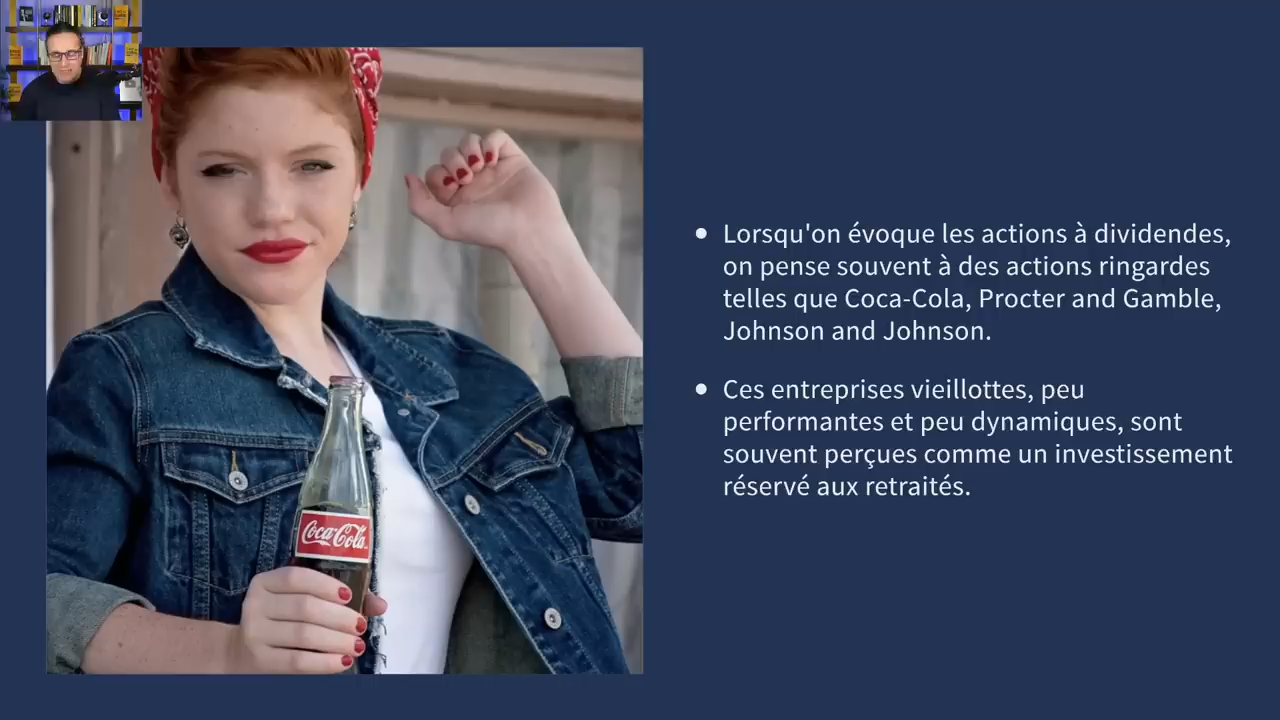 Lorsqu'on évoque les actions à dividendes,
on pense souvent à des actions ringardes
telles que Coca-Cola, Procter and Gamble,
Johnson and Johnson.
Ces entreprises vieillottes, peu
performantes et peu dynamiques, sont
souvent perçues comme un investissement
réservé aux retraités.
Coca-Cola